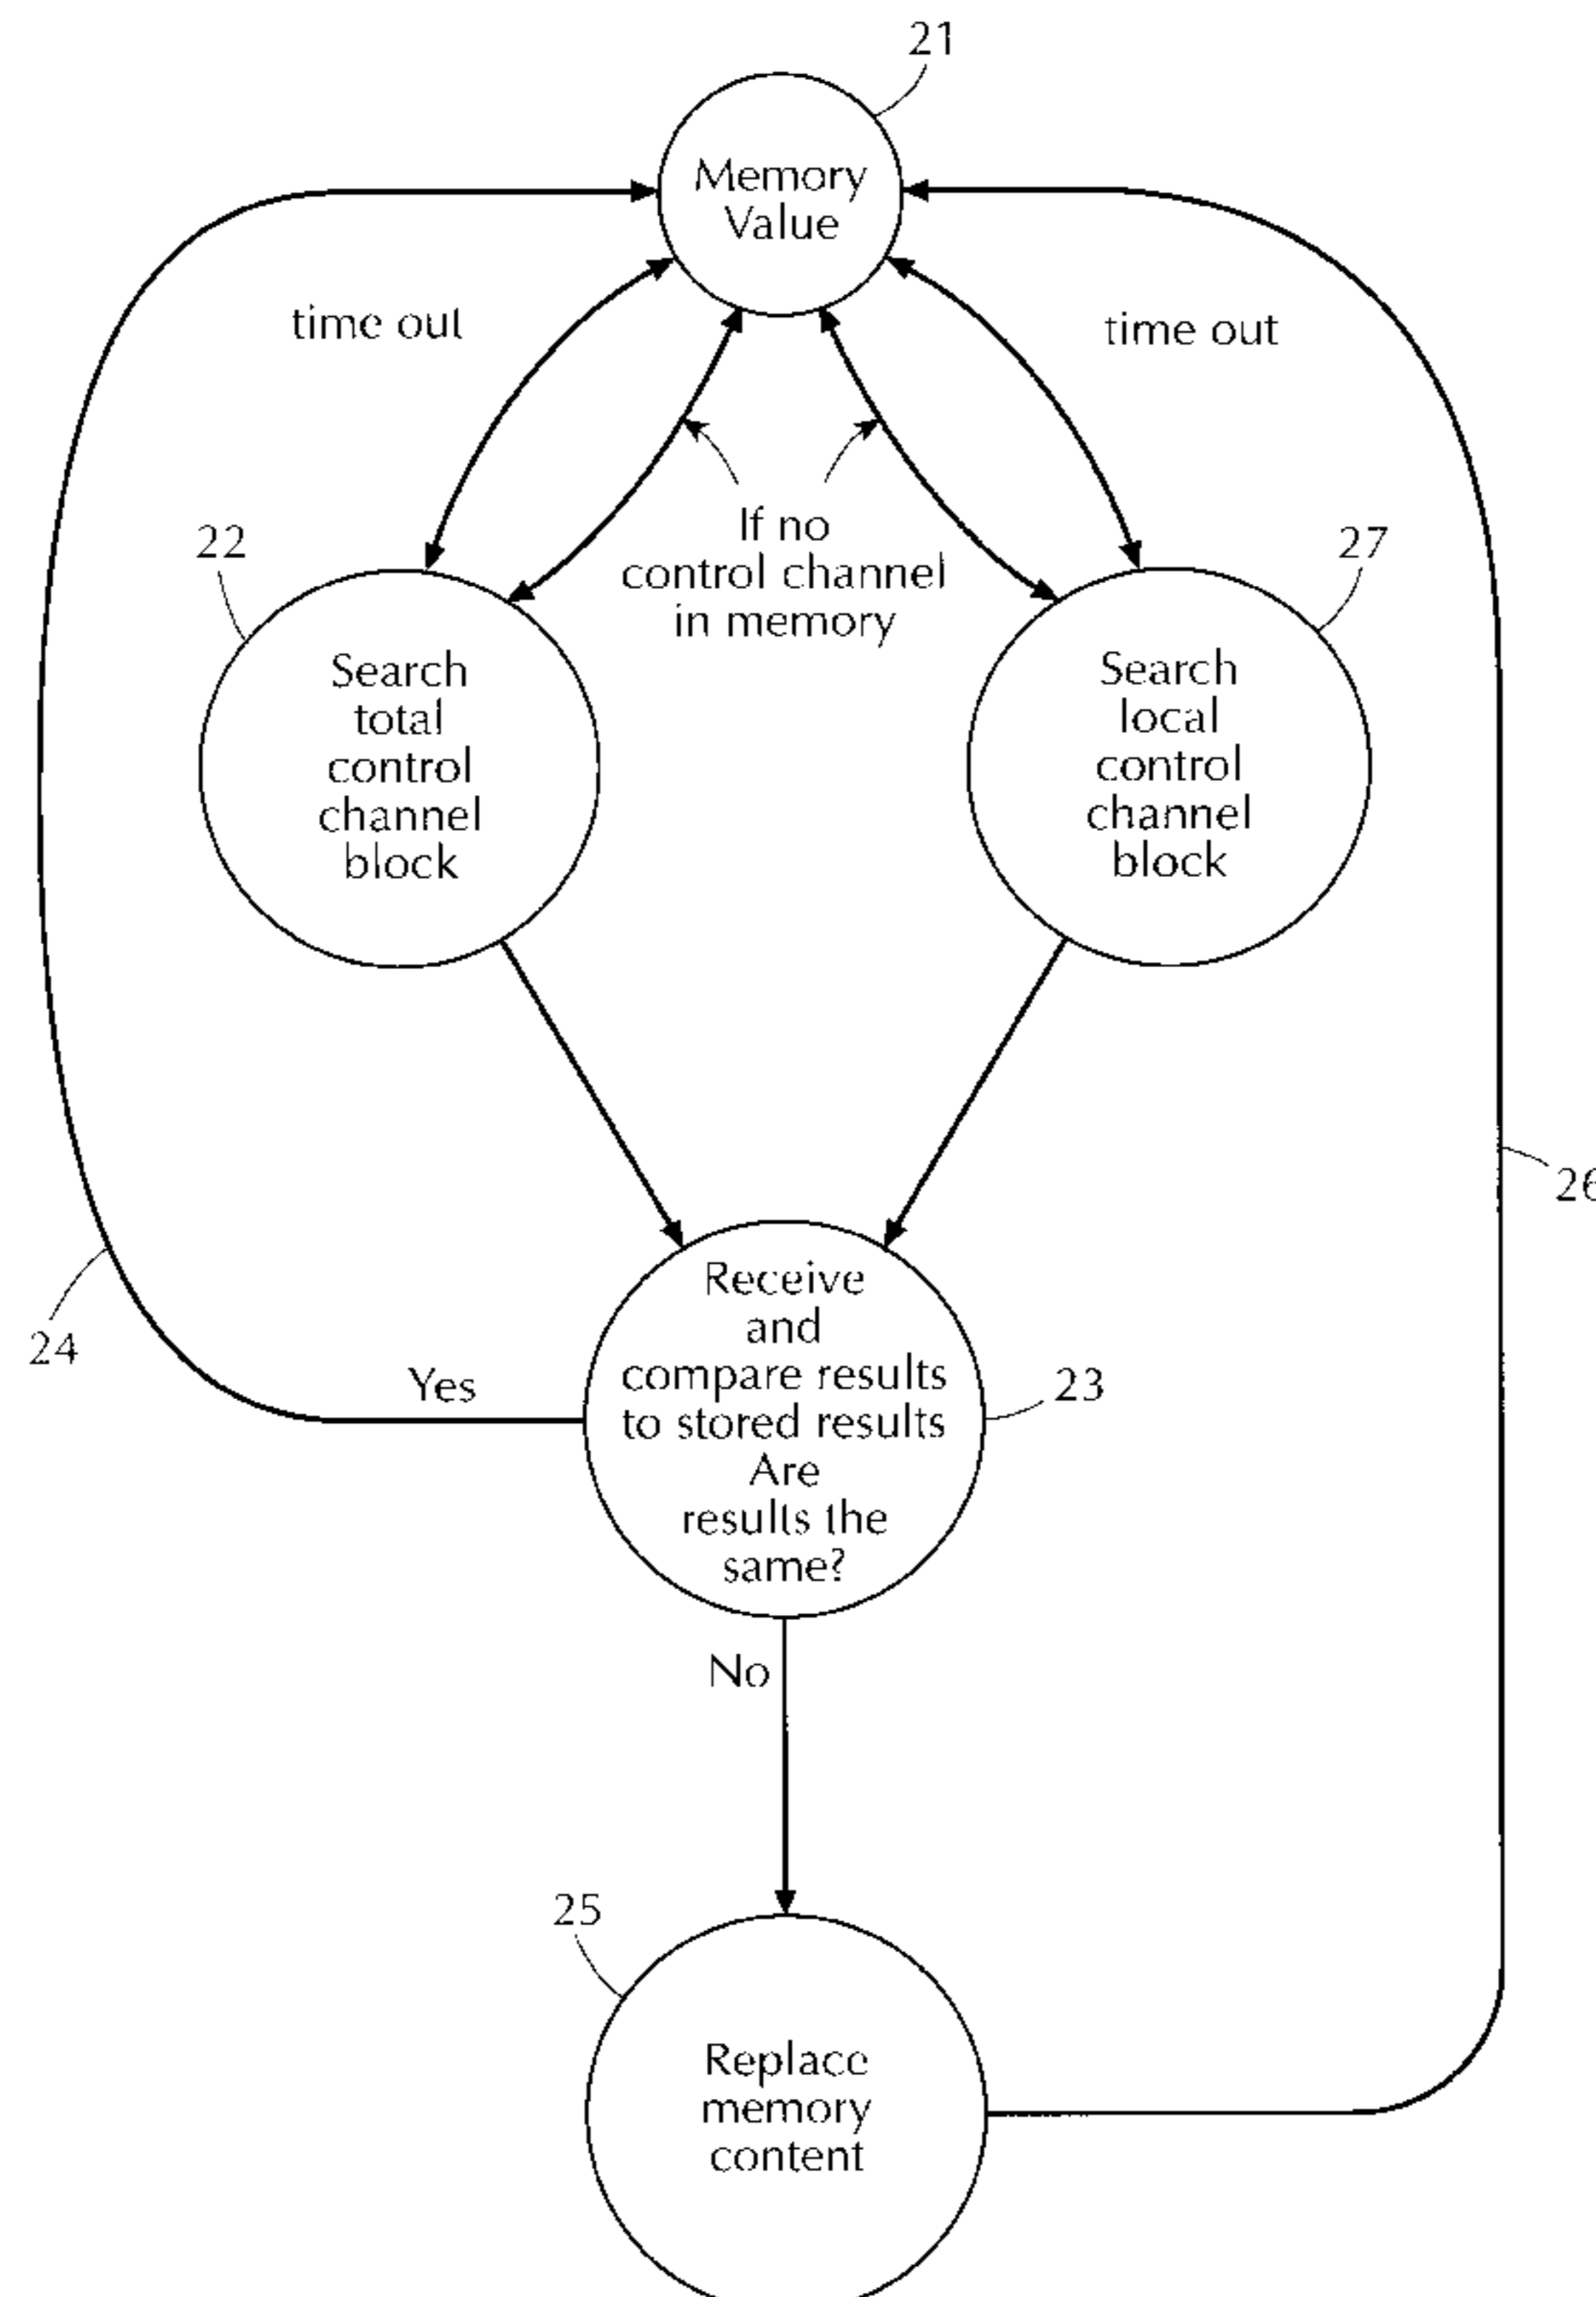 21
Memory
Value
time out
time out
If no
control channel
in memory
22
27
Search
total
control
channel
block
Search
local
control
channel
block
26
24
Yes
Receive
and
compare results
to stored results
Are
results the
same?
23
No
25
Replace
memory
content